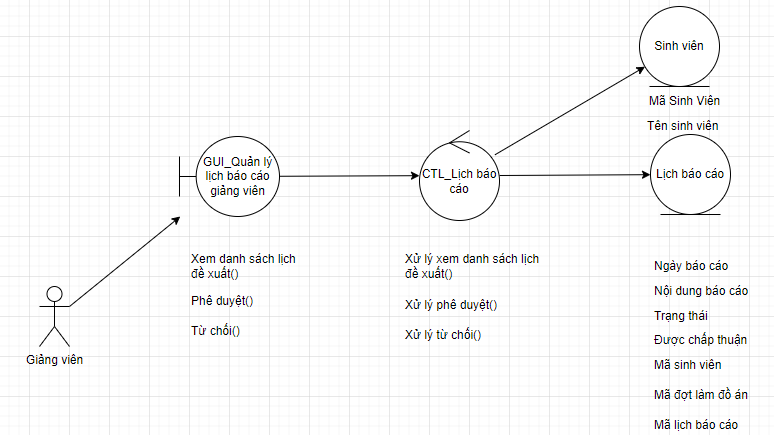 Sinh viên
Mã Sinh Viên
Tên sinh viên
GUI_Quản lý
lịch báo cáo
giảng viên
CTL_Lịch báo
cáo
Lịch báo cáo
Xem danh sách lịch
đề xuất()
Phê duyệt()
Từ chối()
Xử lý xem danh sách lịch
đề xuất()
Xử lý phê duyệt()
Xử lý từ chối()
Ngày báo cáo
Nội dung báo cáo
Trạng thái
Được chấp thuận
Mã sinh viên
Mã đợt làm đồ án
Mã lịch báo cáo
Giảng viên